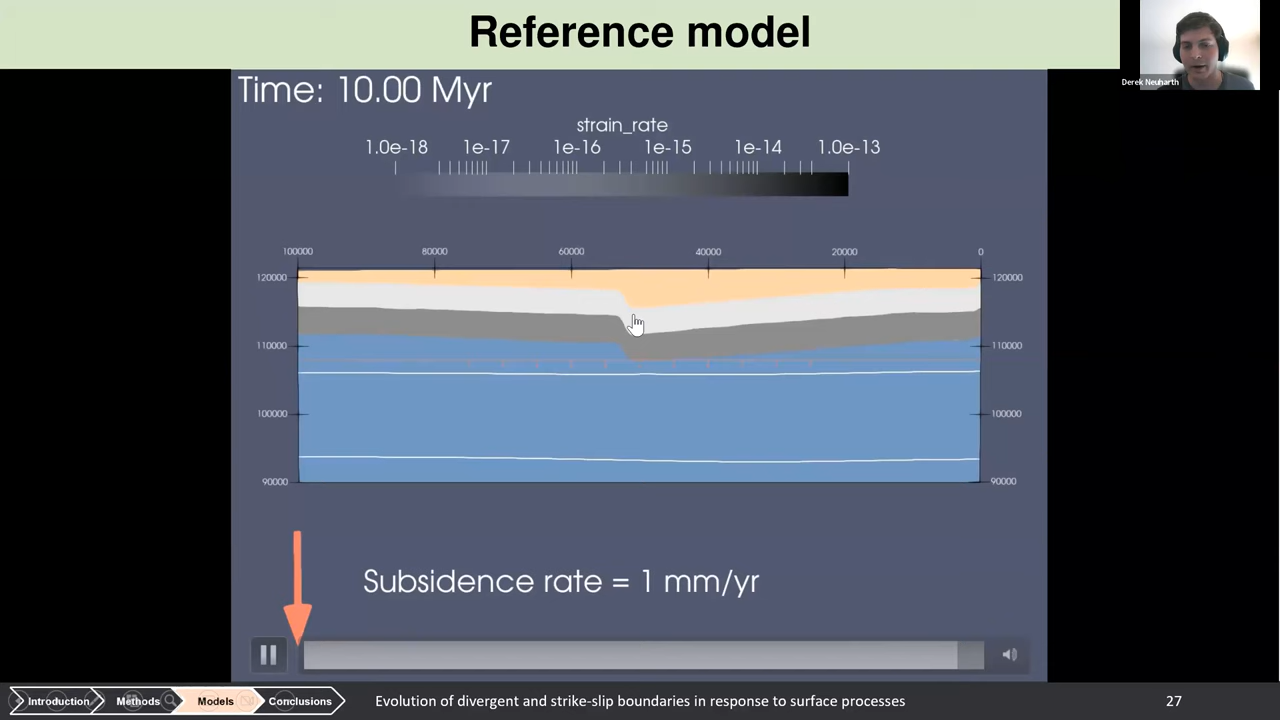 Reference model
Derek Neuharth
Time: 10.00 Myr
strain_rate
1.0e-18 1e-17 1e-16 1e-15 1e-14 1.0e-13
100000 80000 60000 40000 20000 0
120000 120000
110000 110000
100000 100000
90000 90000
Subsidence rate = 1 mm/yr
Introduction Methods Models Conclusions
Evolution of divergent and strike-slip boundaries in response to surface processes
27